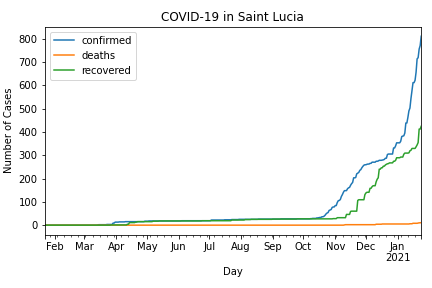 COVID-19 in Saint Lucia
confirmed
deaths
recovered
Number of Cases
800
700
600
500
400
300
200
100
0
Feb Mar Apr May Jun Jul Aug Sep Oct Nov Dec Jan
2021
Day